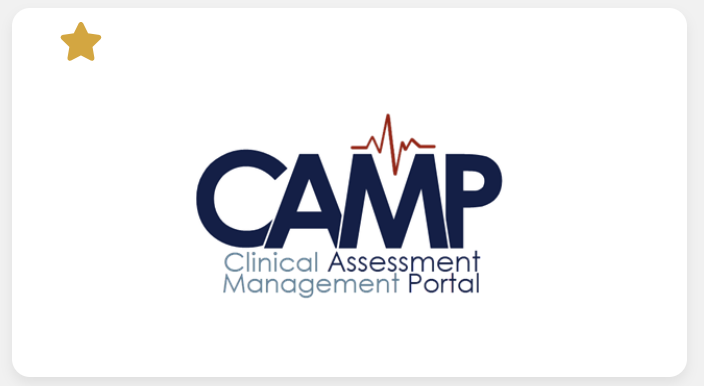 CAMP
Clinical Assessment
Management Portal